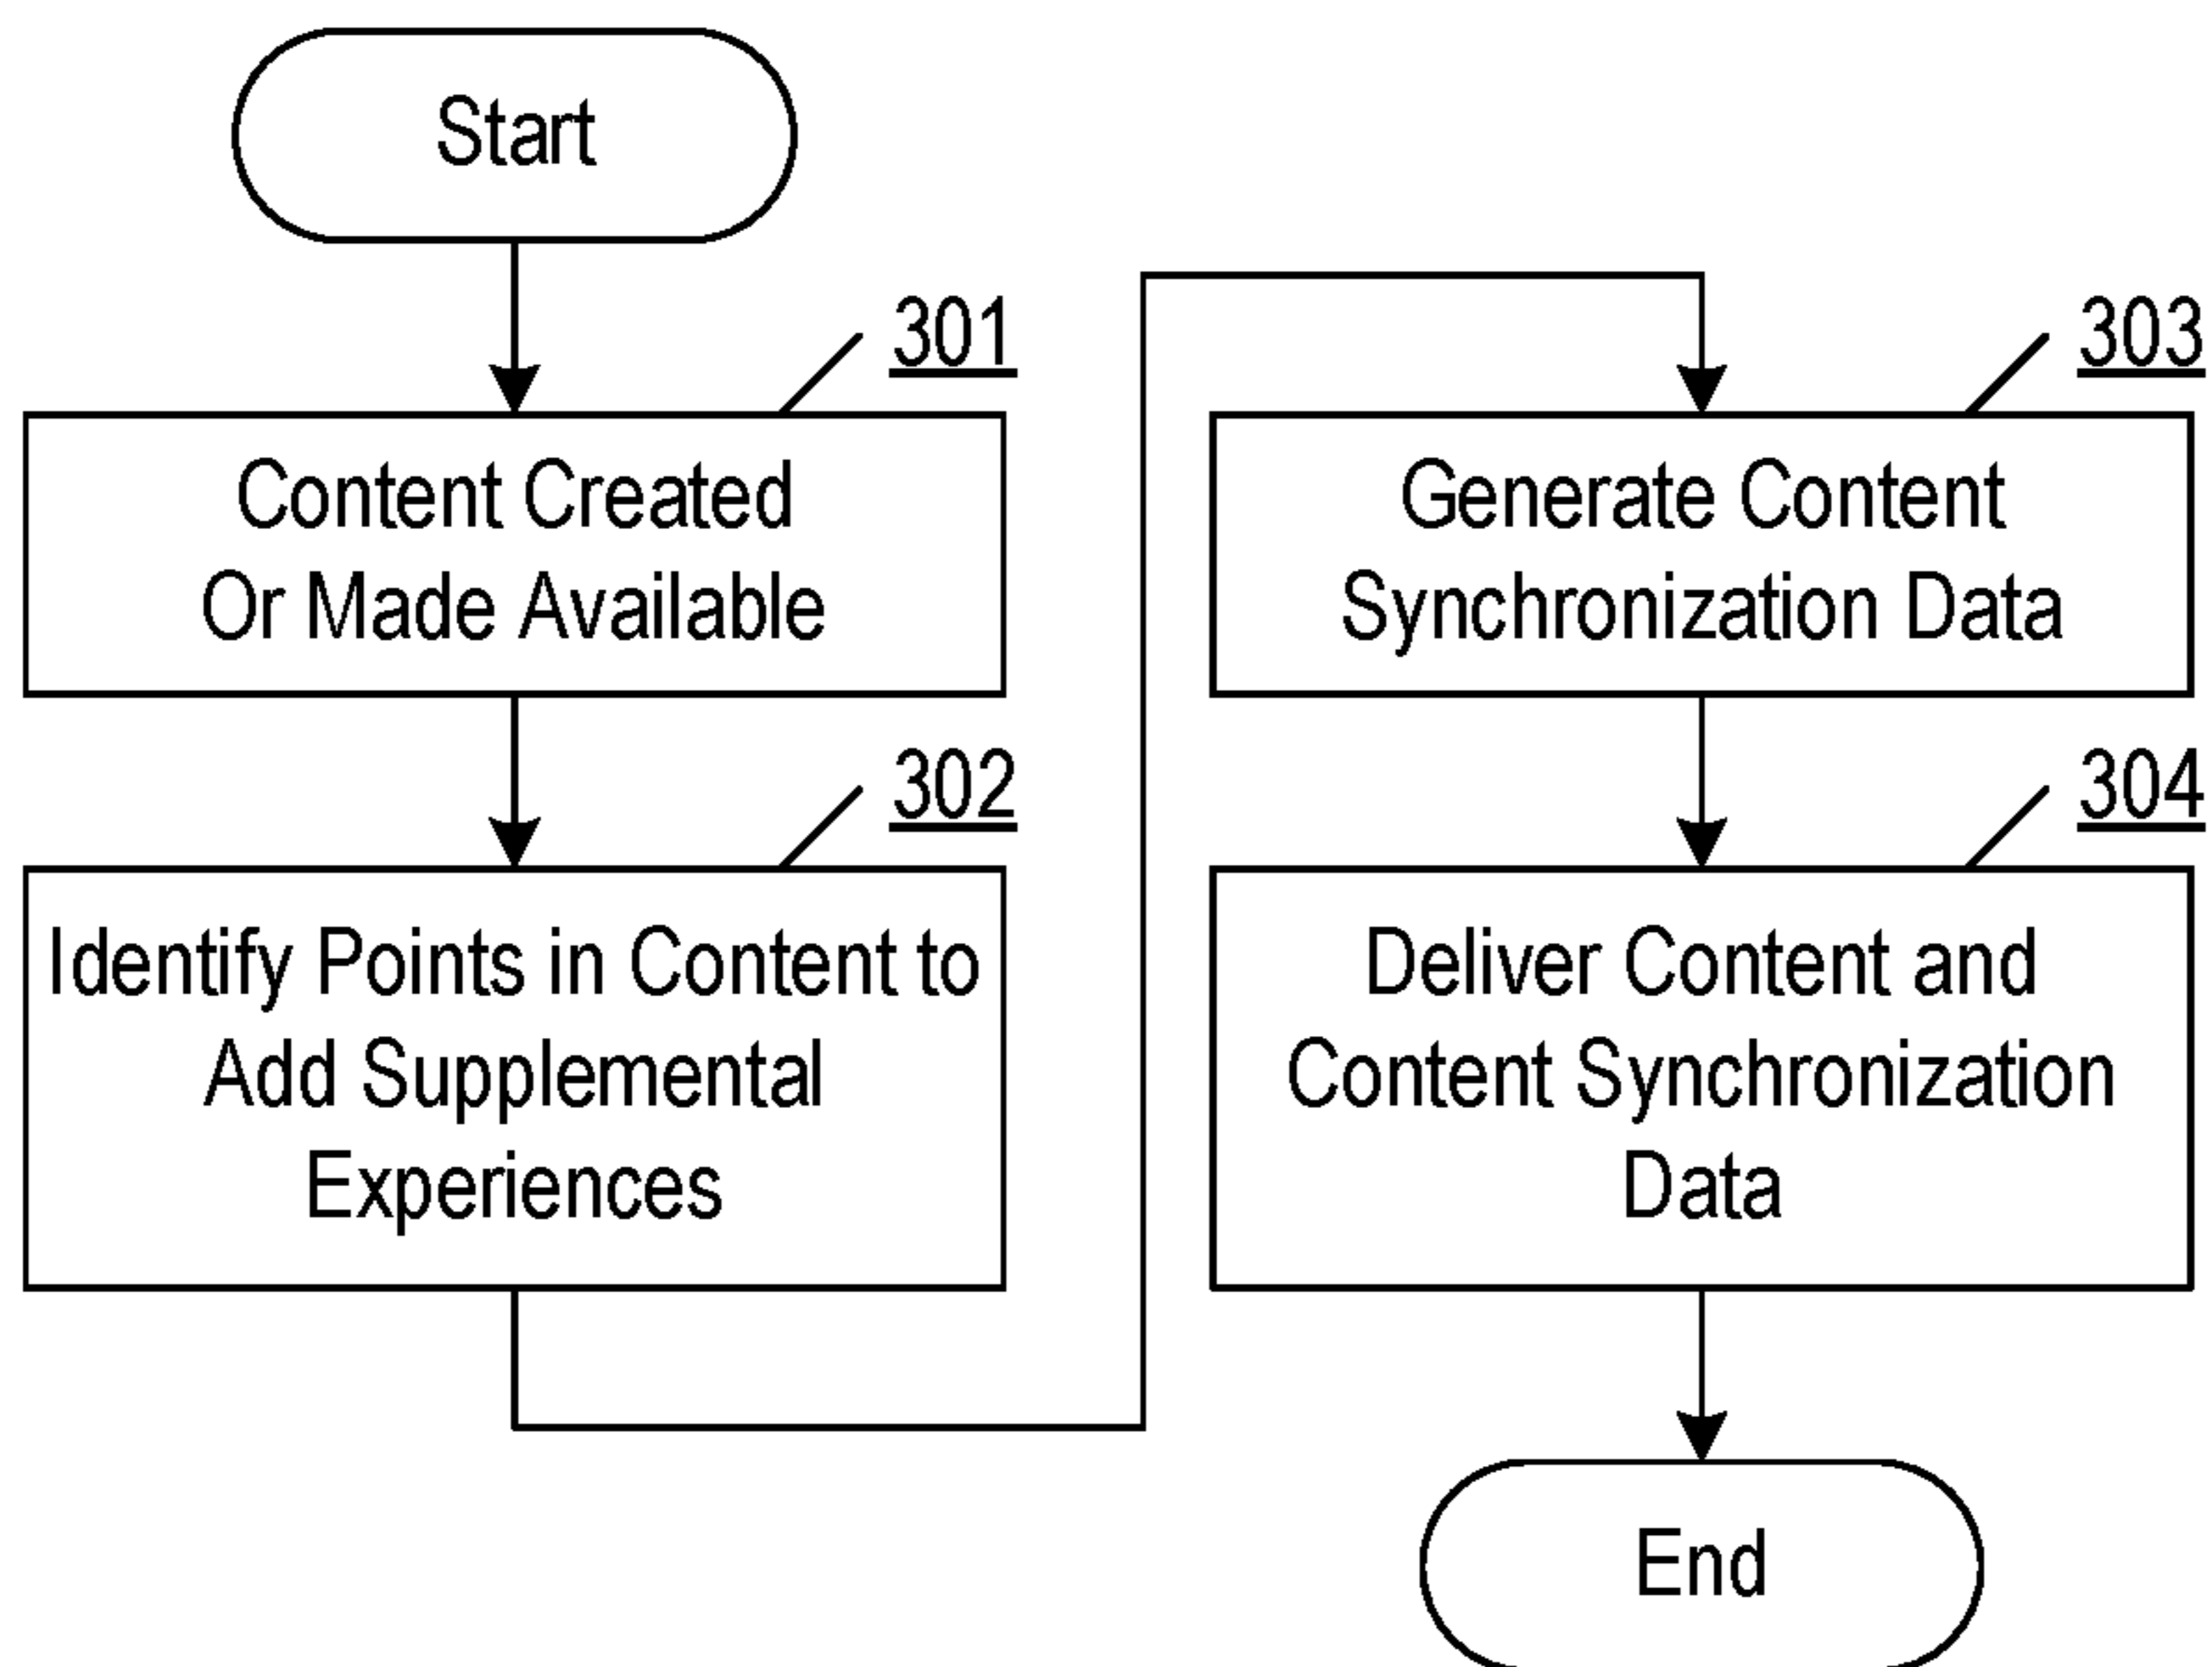 Start
301
Content Created
Or Made Available
302
Identify Points in Content to
Add Supplemental
Experiences
303
Generate Content
Synchronization Data
304
Deliver Content and
Content Synchronization
Data
End